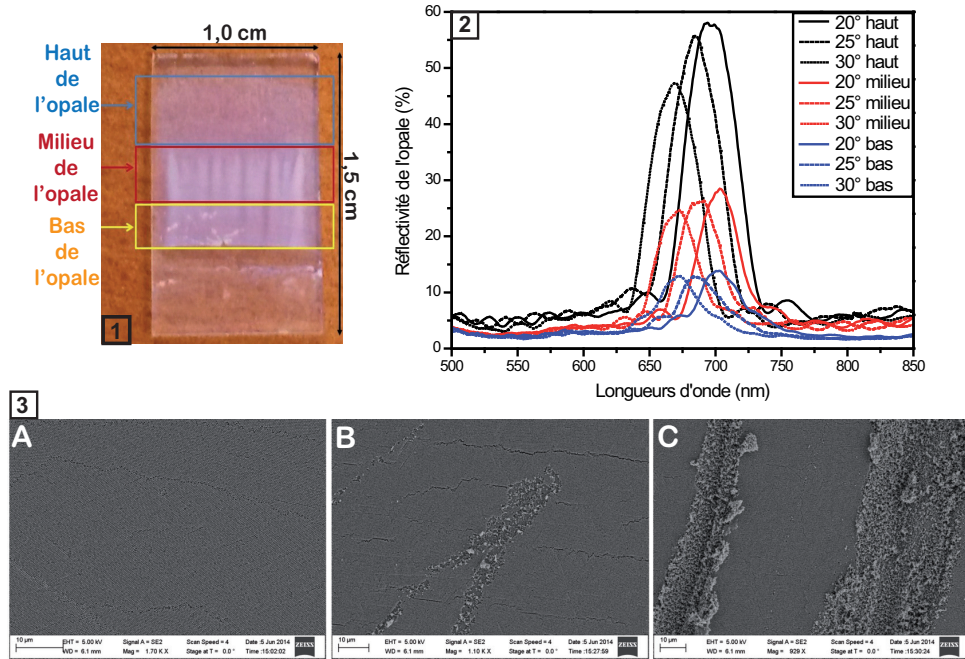 1,0 cm
Haut
de
l'opale
Milieu
de
l'opale
Bas
de
l'opale
1,5 cm
1
2
Réflectivité de l'opale (%)
60
50
40
30
20
10
0
500 550 600 650 700 750 800 850
Longueurs d'onde (nm)
20° haut
25° haut
30° haut
20° milieu
25° milieu
30° milieu
20° bas
25° bas
30° bas
3
A
10 µm
EHT = 5.00 kV Signal A = SE2 Scan Speed = 4 Date :5 Jun 2014
WD = 6.1 mm Mag = 1.70 K X Stage at T = 0.0 ° Time :15:02:02
ZEISS
B
10 µm
EHT = 5.00 kV Signal A = SE2 Scan Speed = 4 Date :5 Jun 2014
WD = 6.1 mm Mag = 1.10 K X Stage at T = 0.0 ° Time :15:27:59
ZEISS
C
10 µm
EHT = 5.00 kV Signal A = SE2 Scan Speed = 4 Date :5 Jun 2014
WD = 6.1 mm Mag = 929 X Stage at T = 0.0 ° Time :15:30:24
ZEISS